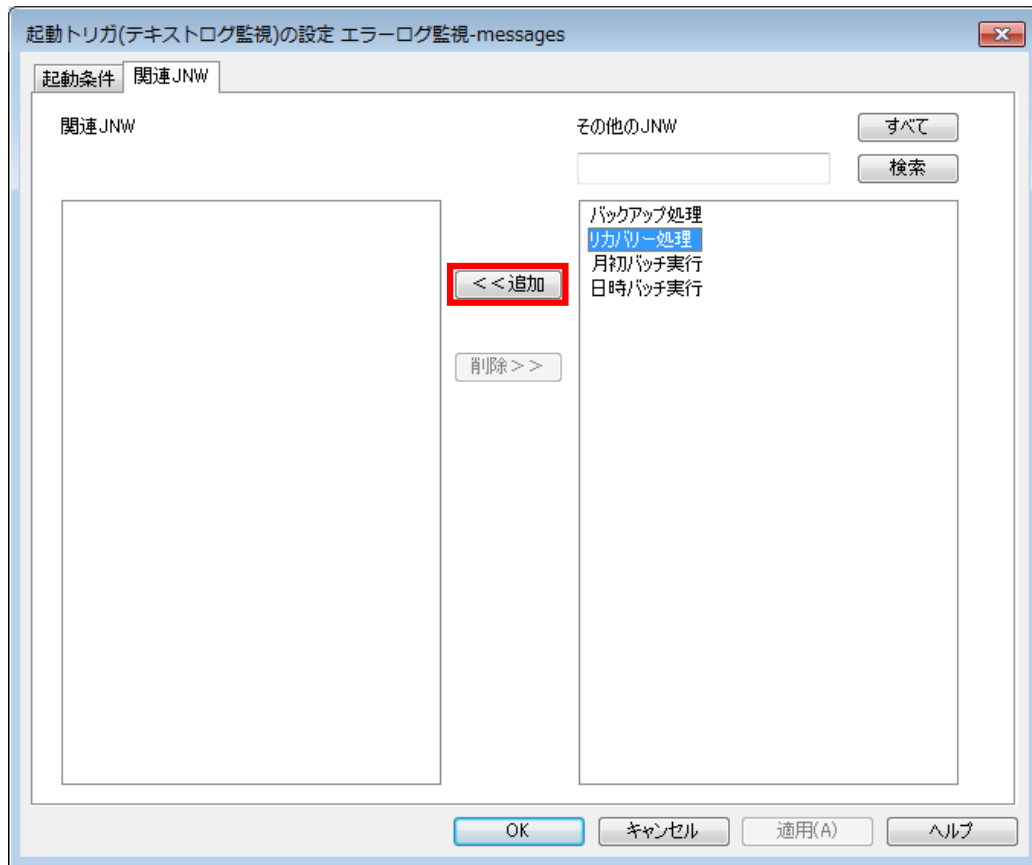 起動トリガ(テキストログ監視)の設定 エラーログ監視-messages
起動条件 関連JNW
関連JNW
その他のJNW すべて
検索
バックアップ処理
リカバリー処理
月初バッチ実行
日時バッチ実行
<<追加
削除>>
OK キャンセル 適用(A) ヘルプ